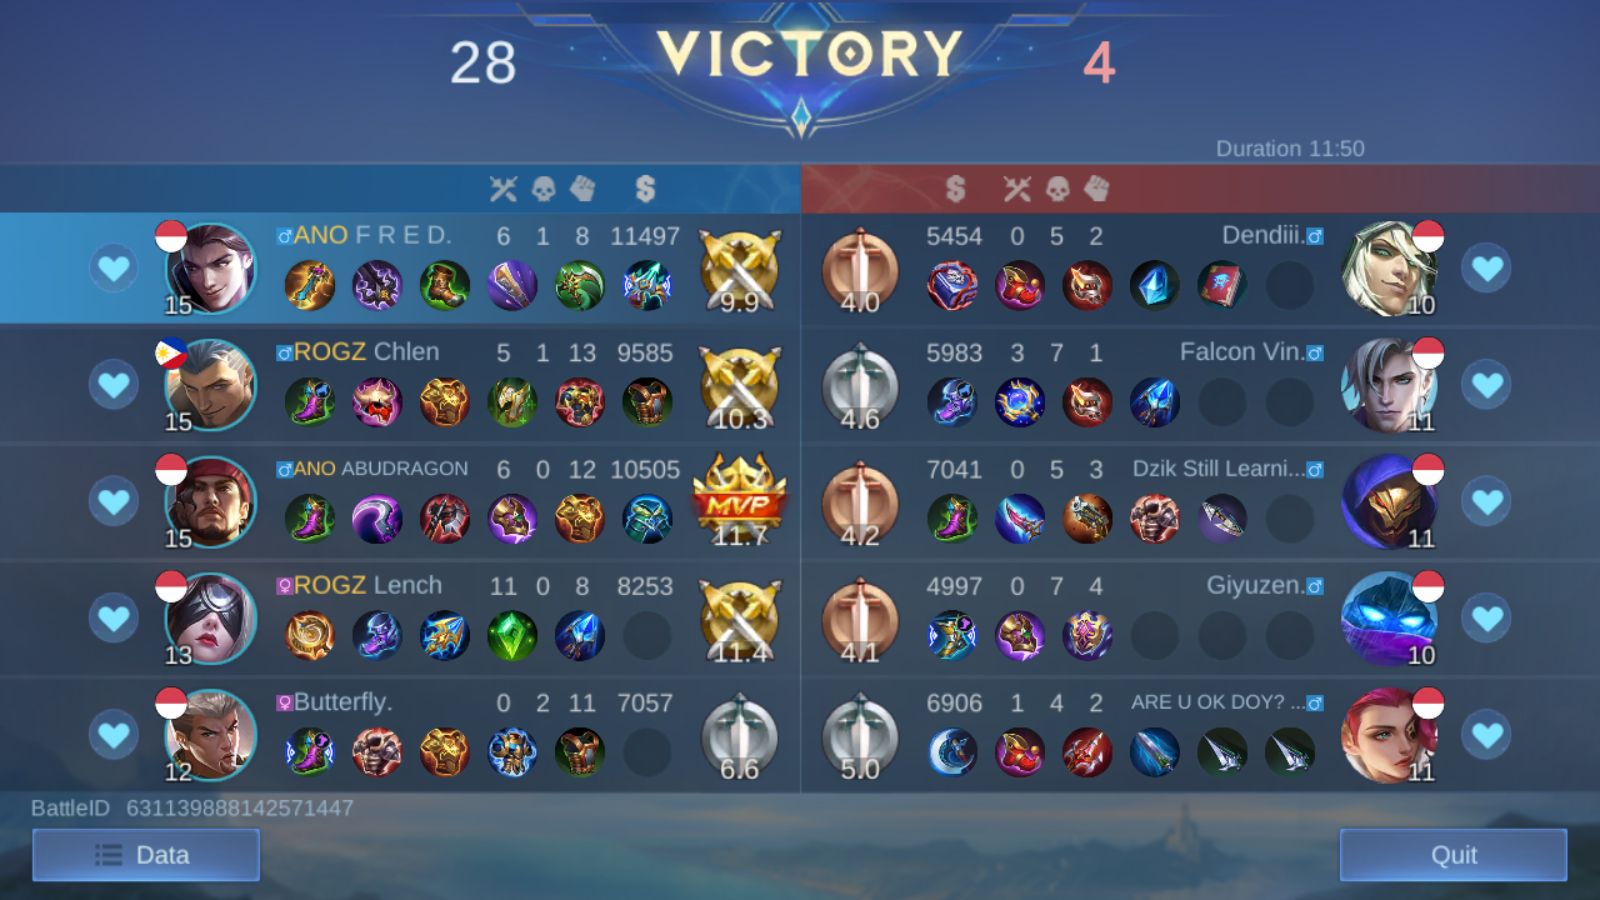 28 VICTORY 4
Duration 11:50
ANO F R E D. 6 1 8 11497
15 9.9
4.0 5454 0 5 2 Dendiii.
10
ROGZ Chlen 5 1 13 9585
15 10.3
4.6 5983 3 7 1 Falcon Vin.
11
ANO ABUDRAGON 6 0 12 10505
MVP
15 11.7
4.2 7041 0 5 3 Dzik Still Learni...
11
ROGZ Lench 11 0 8 8253
13 11.4
4.1 4997 0 7 4 Giyuzen.
10
Butterfly. 0 2 11 7057
12 6.6
5.0 6906 1 4 2 ARE U OK DOY? ...
11
BattleID 631139888142571447
Data
Quit